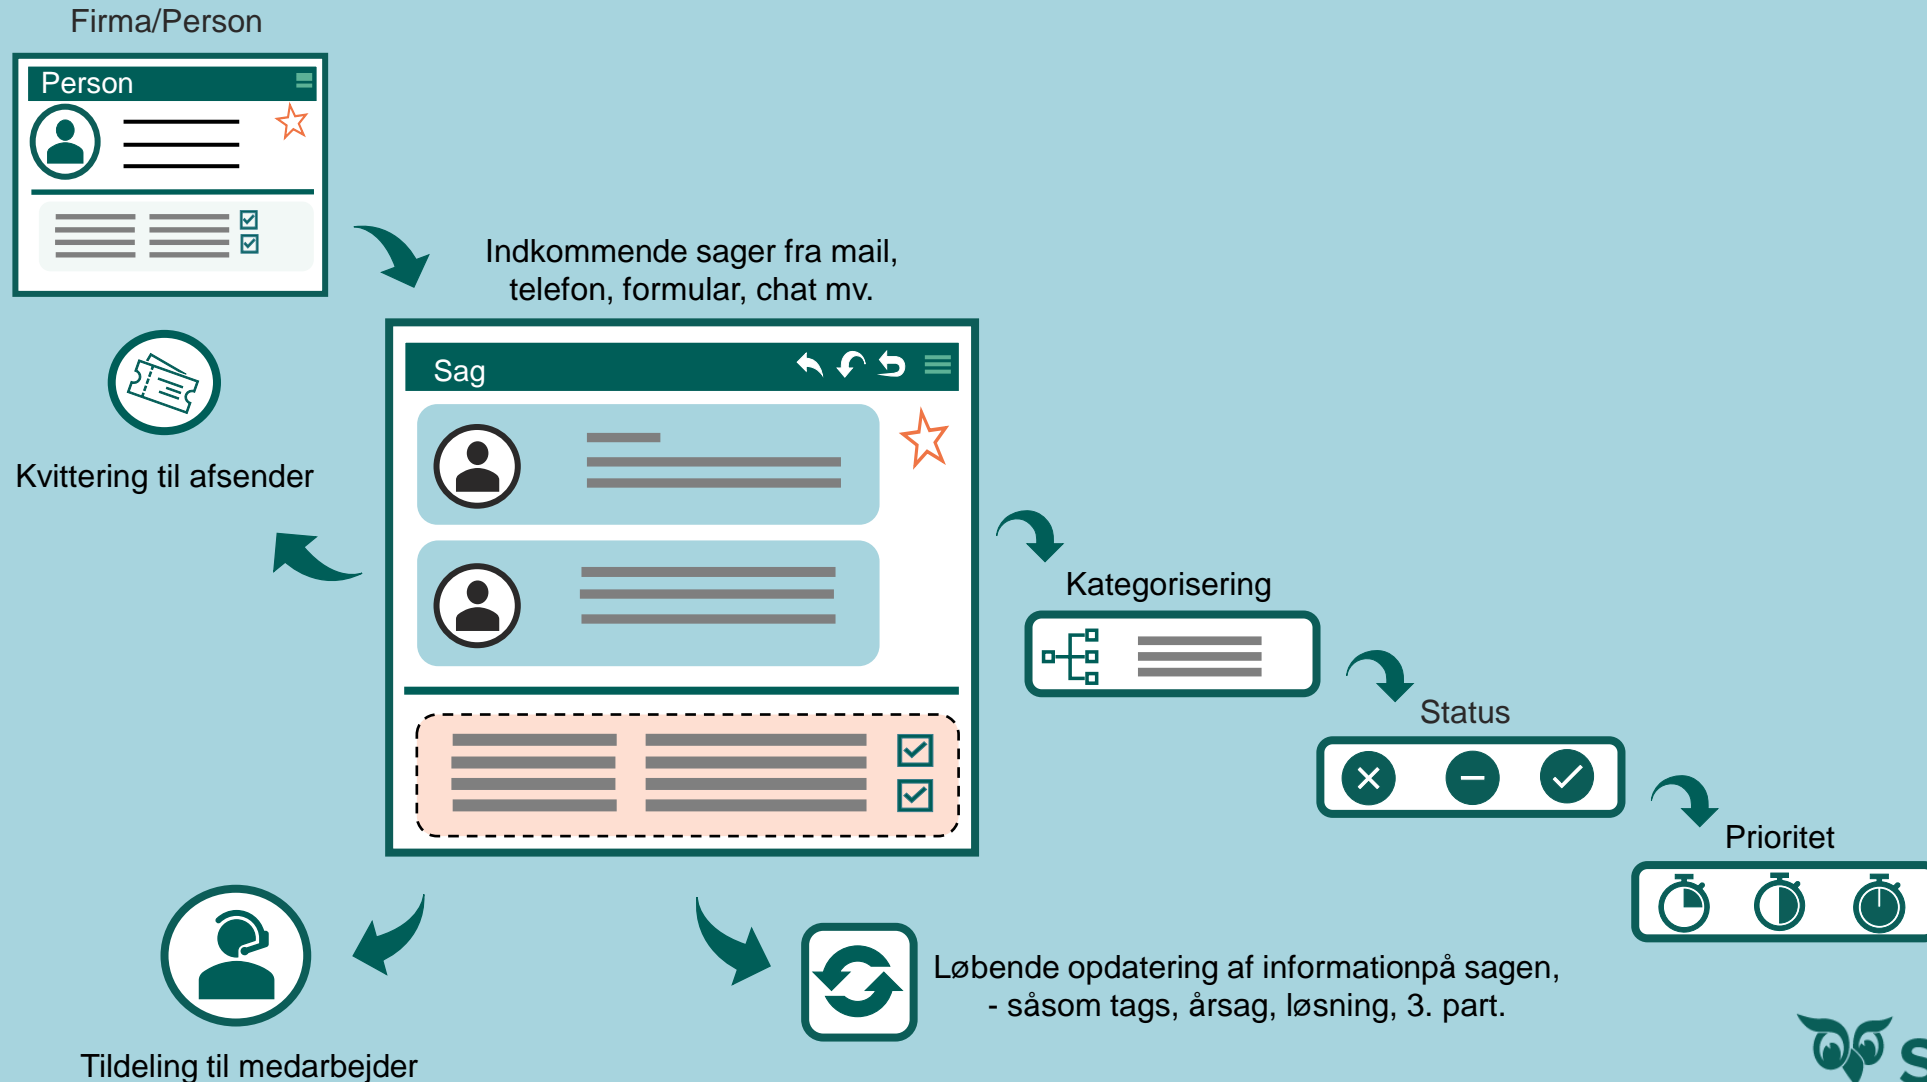 Firma/Person
Person
Indkommende sager fra mail,
telefon, formular, chat mv.
Sag
Kvittering til afsender
Kategorisering
Status
Prioritet
Løbende opdatering af informationpå sagen,
- såsom tags, årsag, løsning, 3. part.
Tildeling til medarbejder